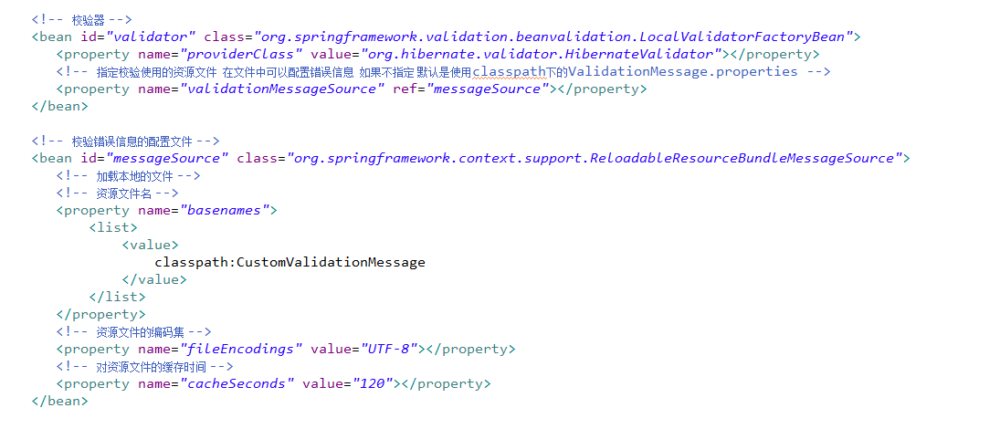 <!-- 校验器 -->
<bean id="validator" class="org.springframework.validation.beanvalidation.LocalValidatorFactoryBean">
<property name="providerClass" value="org.hibernate.validator.HibernateValidator"></property>
<!-- 指定校验使用的资源文件 在文件中可以配置错误信息 如果不指定 默认是使用classpath下的ValidationMessage.properties -->
<property name="validationMessageSource" ref="messageSource"></property>
</bean>
<!-- 校验错误信息的配置文件 -->
<bean id="messageSource" class="org.springframework.context.support.ReloadableResourceBundleMessageSource">
<!-- 加载本地的文件 -->
<!-- 资源文件名 -->
<property name="basenames">
<list>
<value>
classpath:CustomValidationMessage
</value>
</list>
</property>
<!-- 资源文件的编码集 -->
<property name="fileEncodings" value="UTF-8"></property>
<!-- 对资源文件的缓存时间 -->
<property name="cacheSeconds" value="120"></property>
</bean>